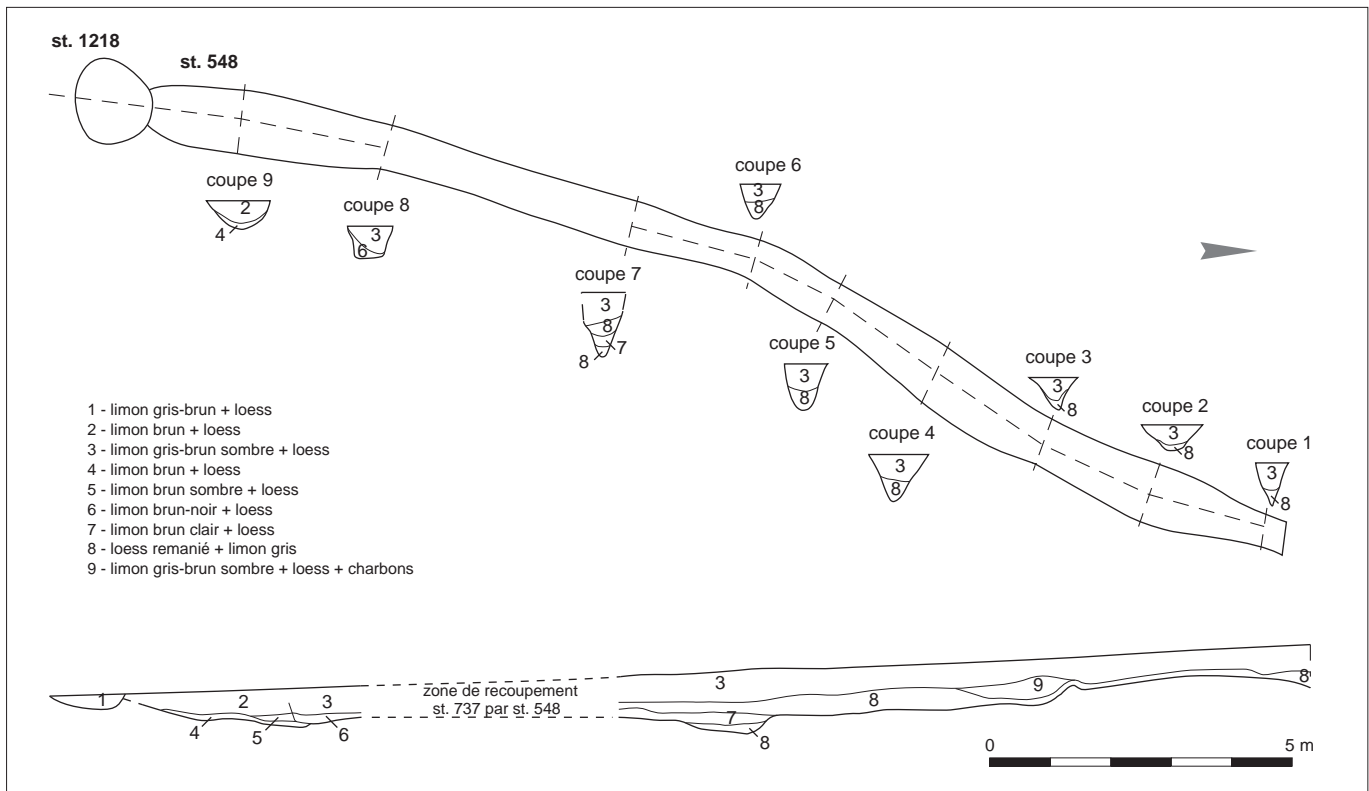 st. 1218
st. 548
coupe 9
2
4
coupe 8
3
6
coupe 6
3
8
coupe 7
3
8
8
7
coupe 5
3
8
coupe 3
3
8
coupe 2
3
8
coupe 4
3
8
coupe 1
3
8
1 - limon gris-brun + loess
2 - limon brun + loess
3 - limon gris-brun sombre + loess
4 - limon brun + loess
5 - limon brun sombre + loess
6 - limon brun-noir + loess
7 - limon brun clair + loess
8 - loess remanié + limon gris
9 - limon gris-brun sombre + loess + charbons
1
2
3
4
5
6
zone de recoupement
st. 737 par st. 548
3
7
8
8
9
8
0
5 m